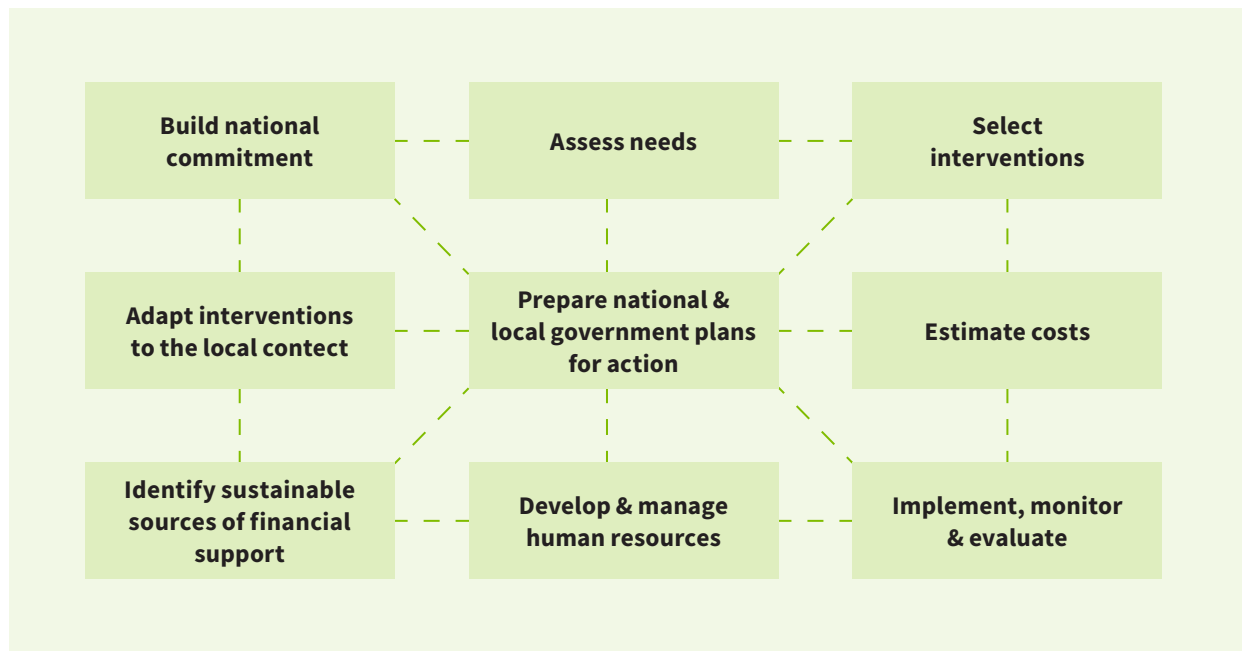 Build national
commitment
Assess needs
Select
interventions
Adapt interventions
to the local contect
Prepare national &
local government plans
for action
Estimate costs
Identify sustainable
sources of financial
support
Develop & manage
human resources
Implement, monitor
& evaluate